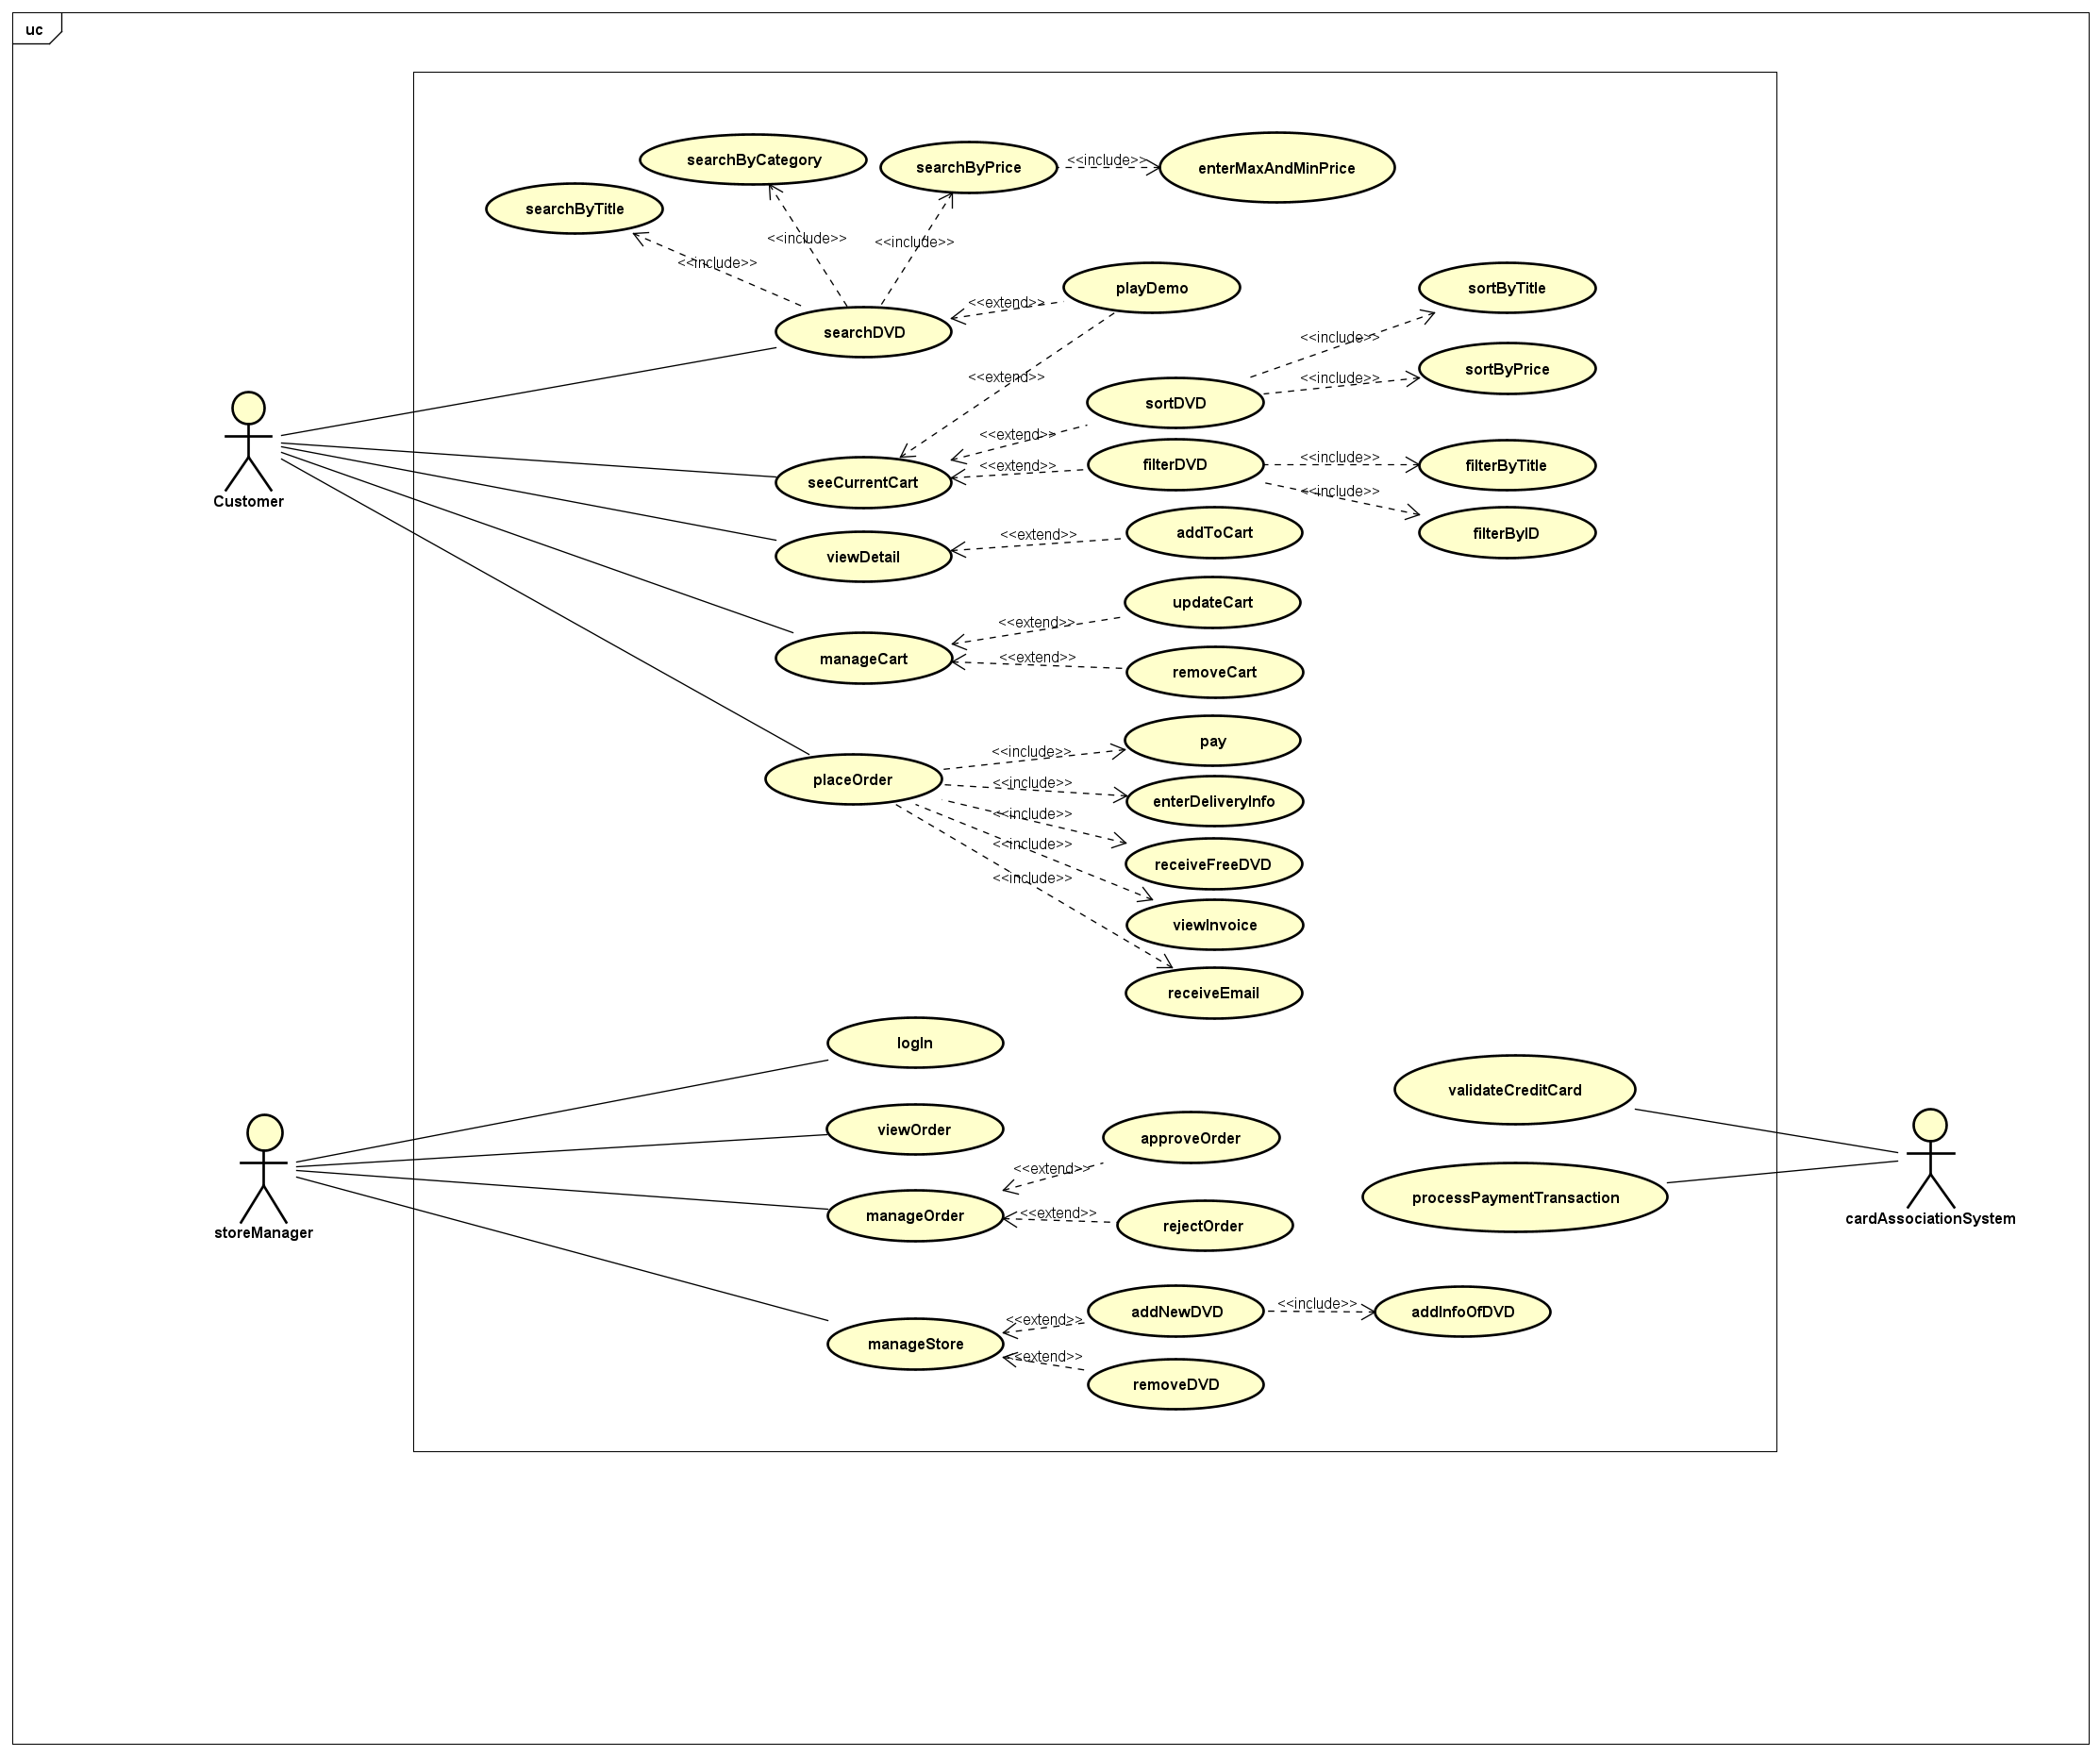 uc
searchByCategory
searchByPrice
<<include>>
enterMaxAndMinPrice
searchByTitle
<<include>>
<<include>>
<<include>>
playDemo
sortByTitle
<<extend>>
searchDVD
<<include>>
sortByPrice
<<extend>>
<<include>>
sortDVD
<<extend>>
filterDVD
<<extend>>
<<include>>
filterByTitle
seeCurrentCart
<<include>>
Customer
filterByID
addToCart
<<extend>>
viewDetail
updateCart
<<extend>>
manageCart
<<extend>>
removeCart
pay
<<include>>
placeOrder
<<include>>
enterDeliveryInfo
<<include>>
<<include>>
receiveFreeDVD
<<include>>
viewInvoice
receiveEmail
logIn
validateCreditCard
viewOrder
approveOrder
<<extend>>
processPaymentTransaction
manageOrder
<<extend>>
rejectOrder
cardAssociationSystem
storeManager
addNewDVD
<<include>>
addInfoOfDVD
<<extend>>
manageStore
<<extend>>
removeDVD